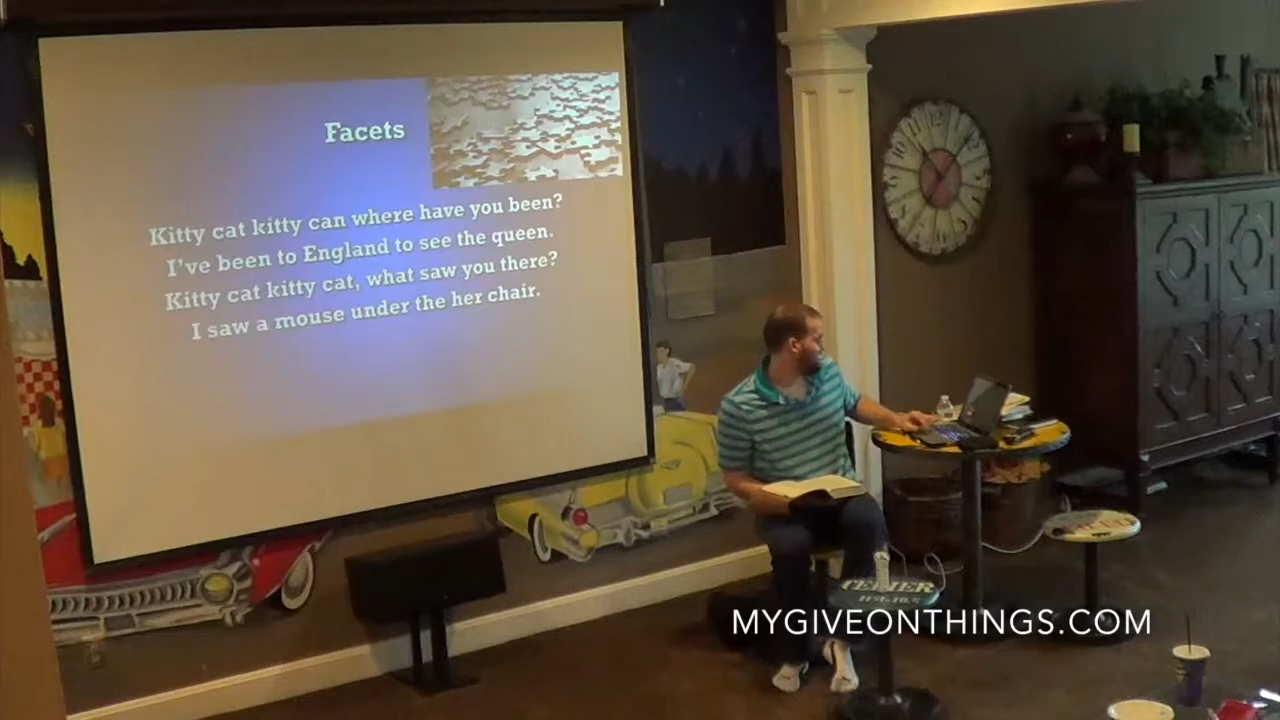 Facets
Kitty cat kitty can where have you been?
I've been to England to see the queen.
Kitty cat kitty cat, what saw you there?
I saw a mouse under the her chair.
MYGIVEONTHINGS.COM